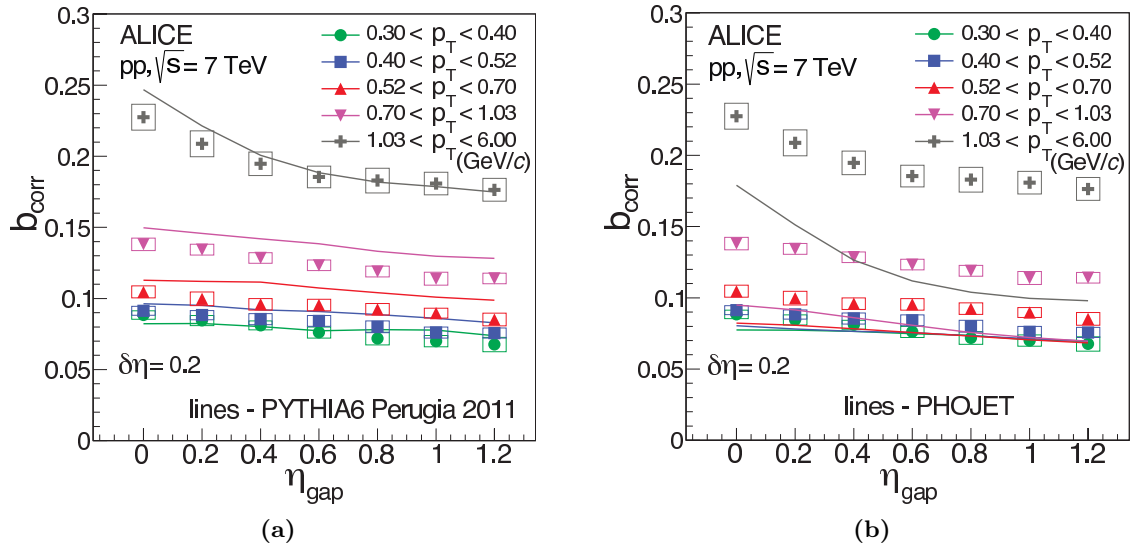 ALICE
pp, √s = 7 TeV
0.30 < p_T < 0.40
0.40 < p_T < 0.52
0.52 < p_T < 0.70
0.70 < p_T < 1.03
1.03 < p_T < 6.00
(GeV/c)
b_corr
0.3
0.25
0.2
0.15
0.1
0.05
0
δη = 0.2
lines - PYTHIA6 Perugia 2011
0 0.2 0.4 0.6 0.8 1 1.2
η_gap
(a)
ALICE
pp, √s = 7 TeV
0.30 < p_T < 0.40
0.40 < p_T < 0.52
0.52 < p_T < 0.70
0.70 < p_T < 1.03
1.03 < p_T < 6.00
(GeV/c)
b_corr
0.3
0.25
0.2
0.15
0.1
0.05
0
δη = 0.2
lines - PHOJET
0 0.2 0.4 0.6 0.8 1 1.2
η_gap
(b)